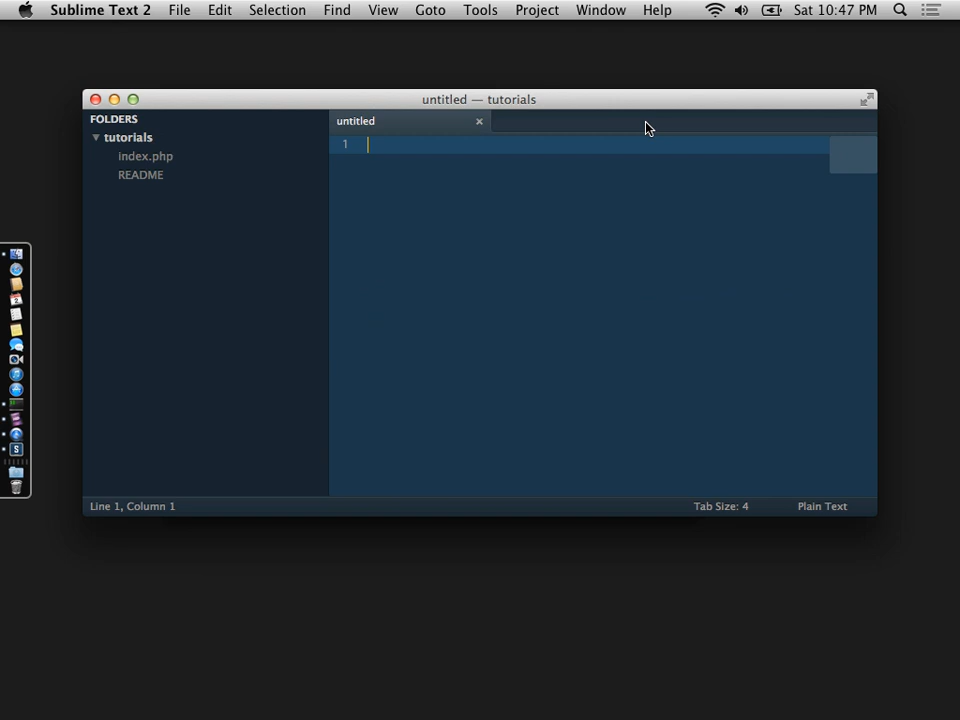 Sublime Text 2 File Edit Selection Find View Goto Tools Project Window Help Sat 10:47 PM
untitled — tutorials
FOLDERS
tutorials
index.php
README
untitled
1
Line 1, Column 1 Tab Size: 4 Plain Text
2
S